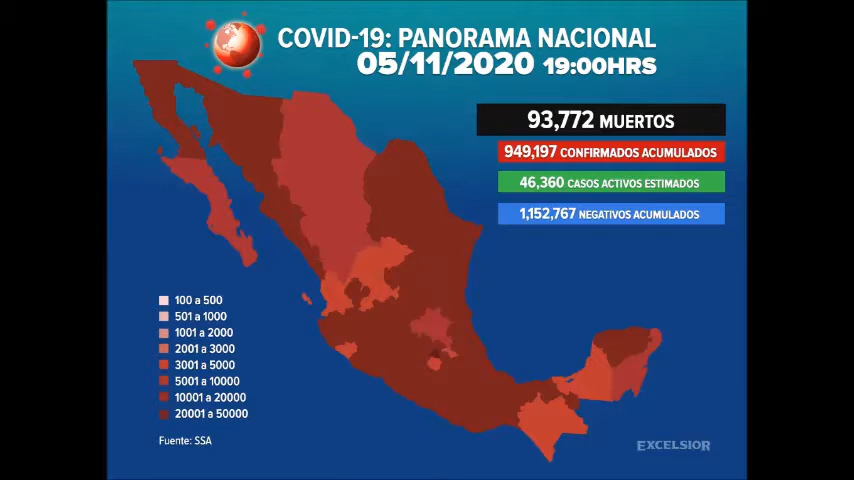 COVID-19: PANORAMA NACIONAL
05/11/2020 19:00HRS
93,772 MUERTOS
949,197 CONFIRMADOS ACUMULADOS
46,360 CASOS ACTIVOS ESTIMADOS
1,152,767 NEGATIVOS ACUMULADOS
100 a 500
501 a 1000
1001 a 2000
2001 a 3000
3001 a 5000
5001 a 10000
10001 a 20000
20001 a 50000
Fuente: SSA
EXCELSIOR